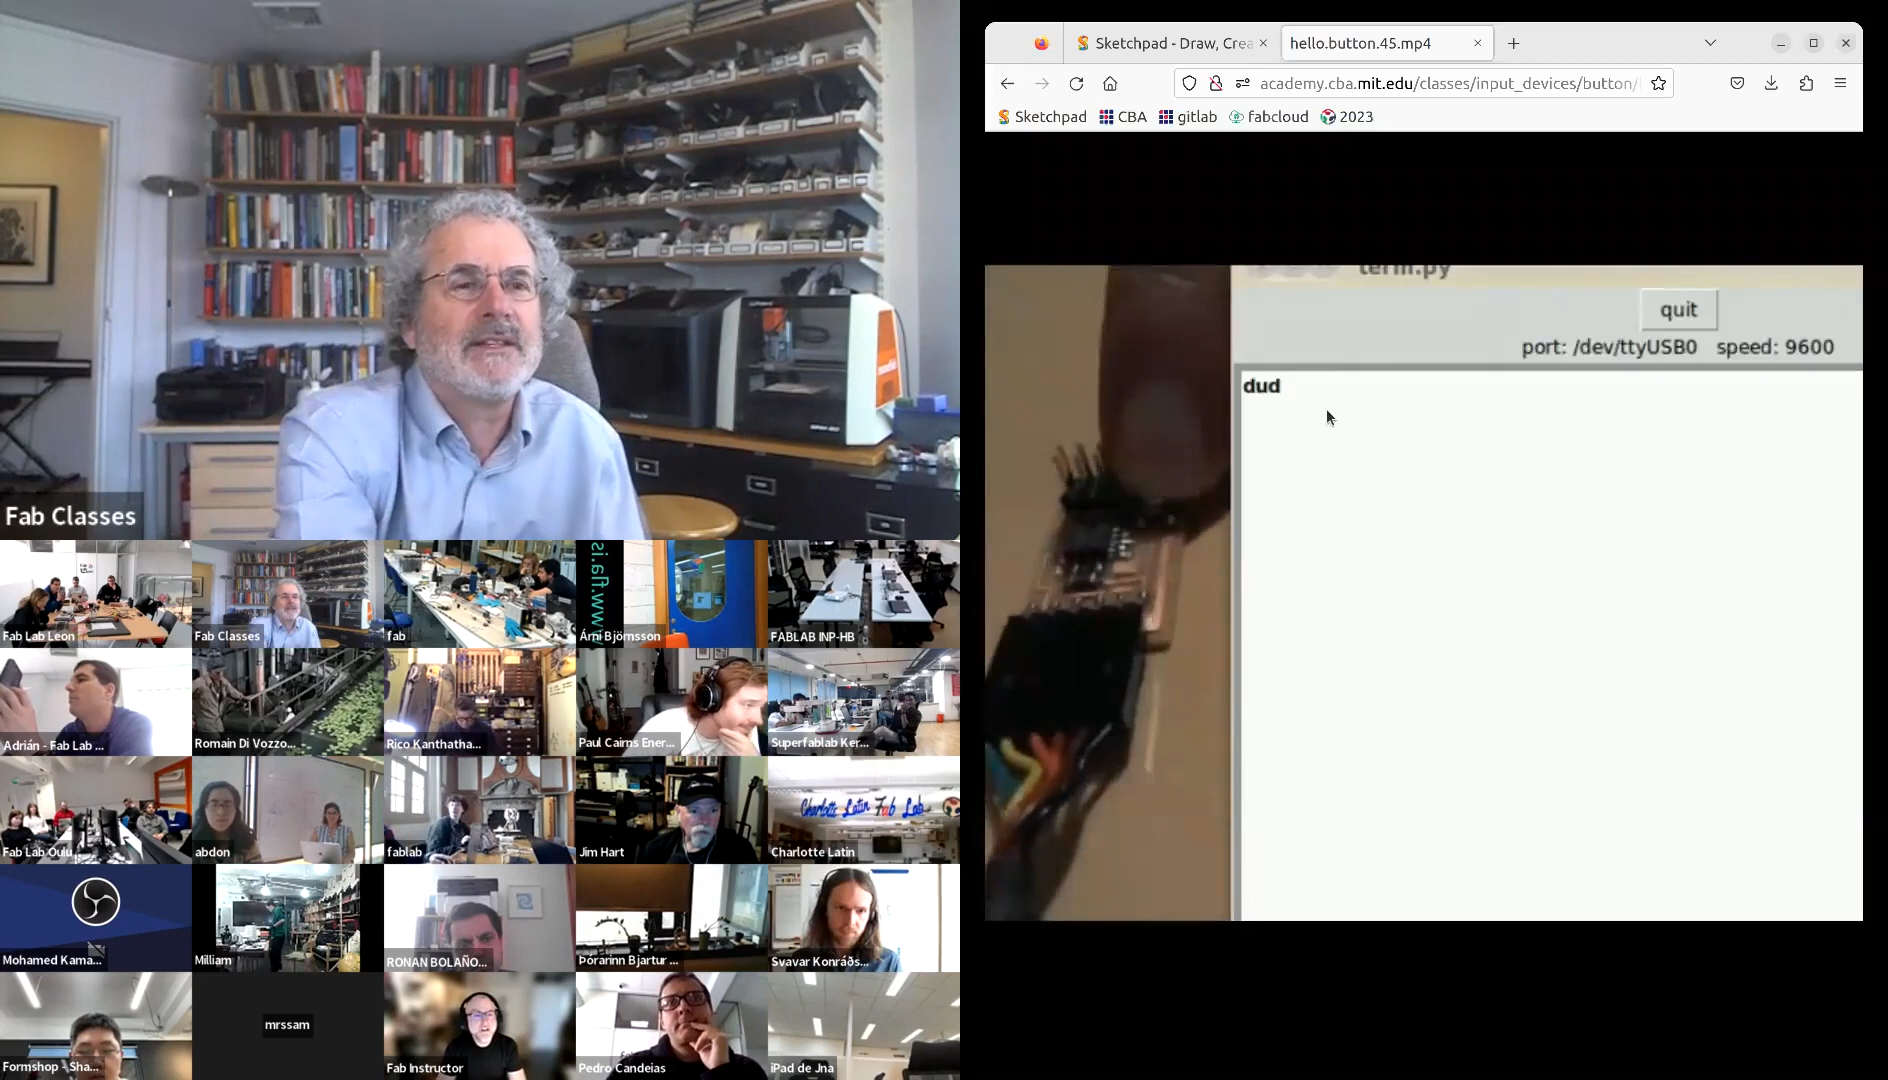 Fab Classes
Fab Lab Leon
Fab Classes
fab
Árni Björnsson
FABLAB INP-HB
Adrián - Fab Lab ...
Romain Di Vozzo...
Rico Kanthatha...
Paul Cairns Ener...
Superfablab Ker...
Fab Lab Oulu
abdon
fablab
Jim Hart
Charlotte Latin Fab Lab
Charlotte Latin
Mohamed Kama...
Milliam
RONAN BOLAÑO...
Þórarinn Bjartur ...
Svavar Konráðs...
Formshop - Sha...
mrssam
Fab Instructor
Pedro Candeias
iPad de Jna
Sketchpad - Draw, Crea
hello.button.45.mp4
academy.cba.mit.edu/classes/input_devices/button/
Sketchpad CBA gitlab fabcloud 2023
term.py
quit
port: /dev/ttyUSB0 speed: 9600
dud